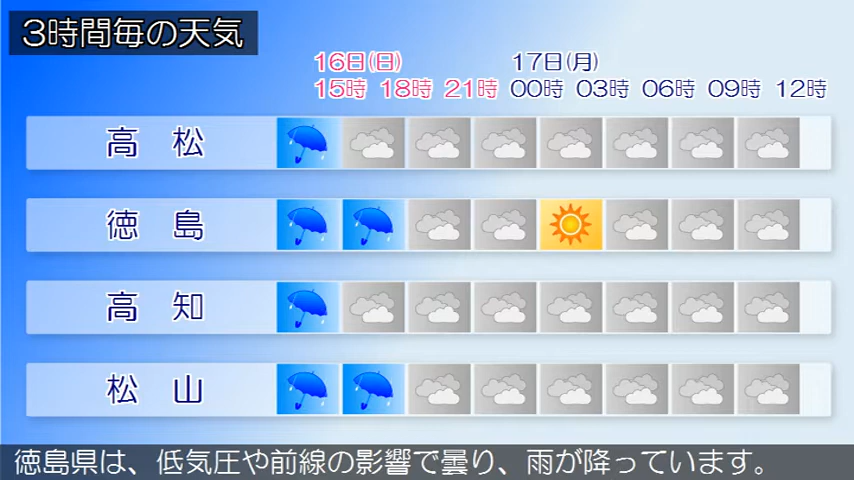 3時間毎の天気
16日(日) 17日(月)
15時 18時 21時 00時 03時 06時 09時 12時
高松
徳島
高知
松山
徳島県は、低気圧や前線の影響で曇り、雨が降っています。